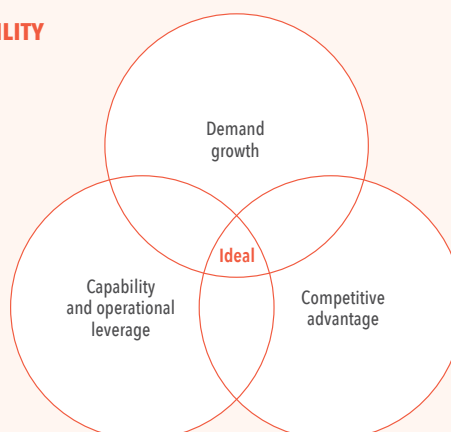 ILITY
Demand
growth
Ideal
Capability
and operational
leverage
Competitive
advantage